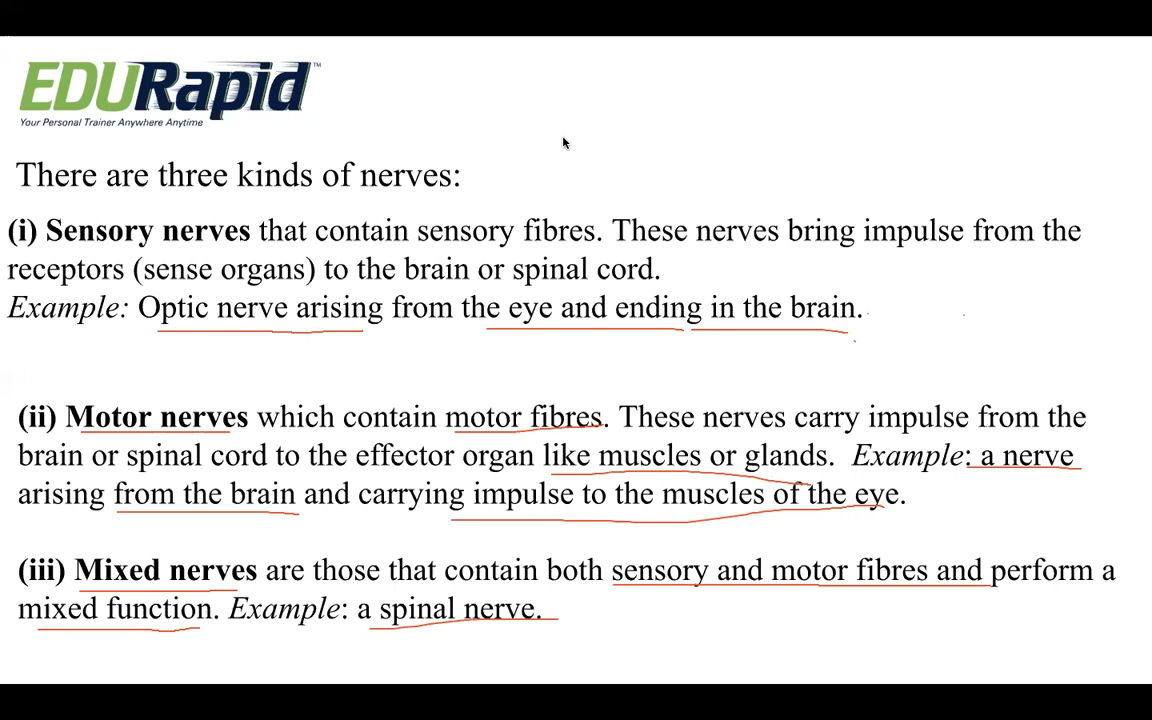 EDURapid™
Your Personal Trainer Anywhere Anytime
There are three kinds of nerves:
(i) Sensory nerves that contain sensory fibres. These nerves bring impulse from the
receptors (sense organs) to the brain or spinal cord.
Example: Optic nerve arising from the eye and ending in the brain.
(ii) Motor nerves which contain motor fibres. These nerves carry impulse from the
brain or spinal cord to the effector organ like muscles or glands. Example: a nerve
arising from the brain and carrying impulse to the muscles of the eye.
(iii) Mixed nerves are those that contain both sensory and motor fibres and perform a
mixed function. Example: a spinal nerve.